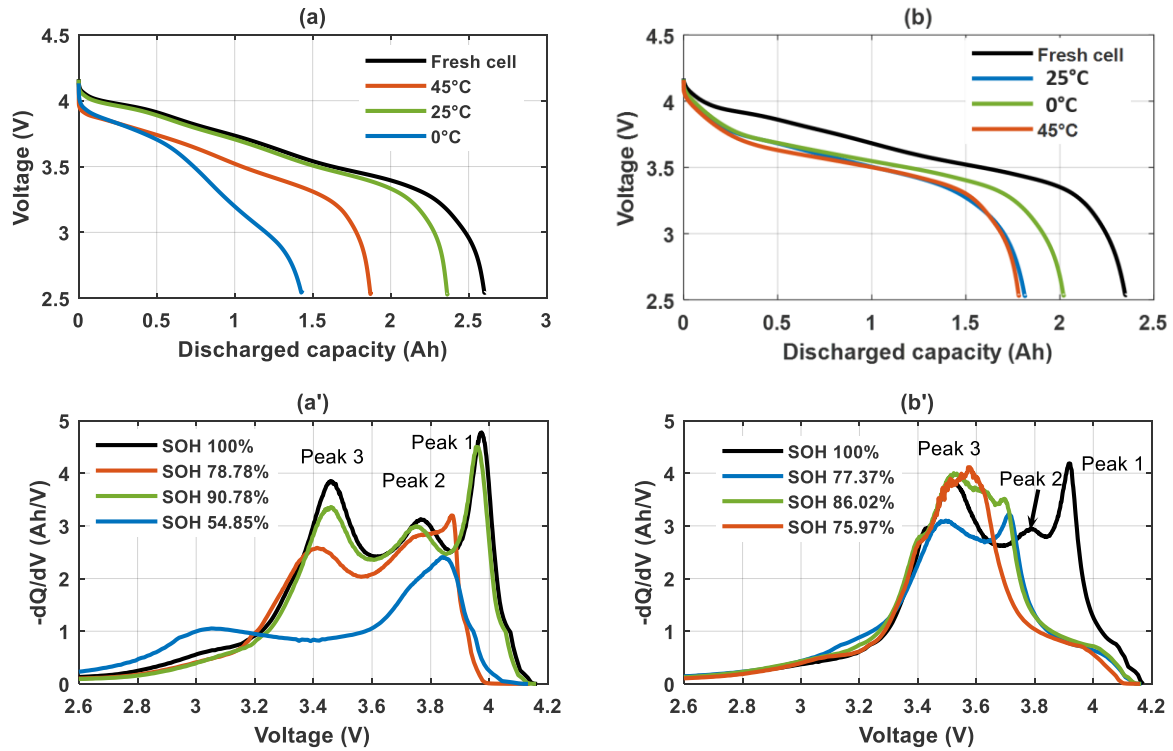 (a)
4.5
4
3.5
3
2.5
Voltage (V)
Fresh cell
45°C
25°C
0°C
0 0.5 1 1.5 2 2.5 3
Discharged capacity (Ah)
(b)
4.5
4
3.5
3
2.5
Voltage (V)
Fresh cell
25°C
0°C
45°C
0 0.5 1 1.5 2 2.5
Discharged capacity (Ah)
(a')
5
4
3
2
1
0
-dQ/dV (Ah/V)
SOH 100%
SOH 78.78%
SOH 90.78%
SOH 54.85%
Peak 3
Peak 2
Peak 1
2.6 2.8 3 3.2 3.4 3.6 3.8 4 4.2
Voltage (V)
(b')
5
4
3
2
1
0
-dQ/dV (Ah/V)
SOH 100%
SOH 77.37%
SOH 86.02%
SOH 75.97%
Peak 3
Peak 2
Peak 1
2.6 2.8 3 3.2 3.4 3.6 3.8 4 4.2
Voltage (V)